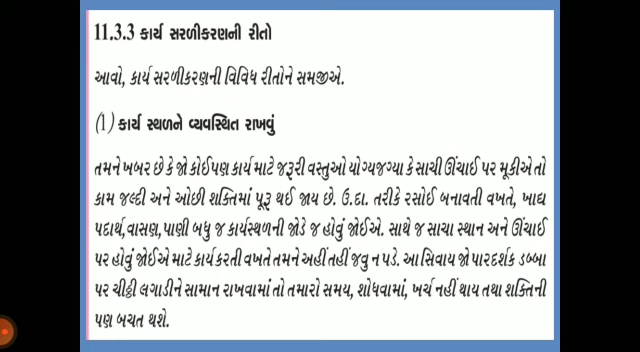 11.3.3 કાર્ય સરળીકરણની રીતો
આવો, કાર્ય સરળીકરણની વિવિધ રીતોને સમજીએ.
(1) કાર્ય સ્થળને વ્યવસ્થિત રાખવું
તમને ખબર છે કે જો કોઈપણ કાર્ય માટે જરૂરી વસ્તુઓ યોગ્યજગ્યા કે સાચી ઊંચાઈ પર મૂકીએ તો
કામ જલ્દી અને ઓછી શક્તિમાં પૂરૂ થઈ જાય છે. ઉ.દા. તરીકે રસોઈ બનાવતી વખતે, ખાદ્ય
પદાર્થ,વાસણ,પાણી બધુ જ કાર્યસ્થળની જોડે જ હોવું જોઈએ. સાથે જ સાચા સ્થાન અને ઊંચાઈ
પર હોવું જોઈએ માટે કાર્ય કરતી વખતે તમને અહીં તહીં જવુ ન પડે. આ સિવાય જો પારદર્શક ડબ્બા
પર ચીઠ્ઠી લગાડીને સામાન રાખવામાં તો તમારો સમય, શોધવામાં, ખર્ચ નહીં થાય તથા શક્તિની
પણ બચત થશે.